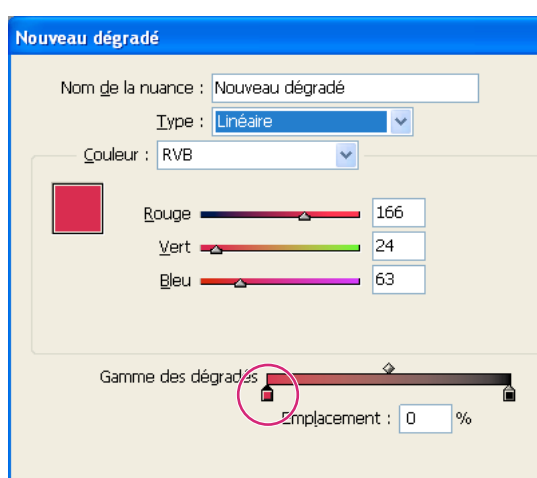 Nouveau dégradé
Nom de la nuance : Nouveau dégradé
Type : Linéaire
Couleur : RVB
Rouge 166
Vert 24
Bleu 63
Gamme des dégradés
Emplacement : 0 %